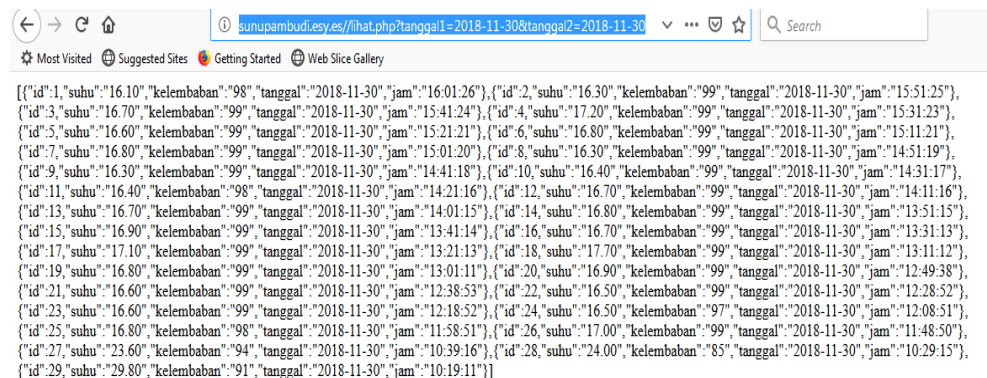 sunupambudi.esy.es//lihat.php?tanggal1=2018-11-30&tanggal2=2018-11-30
Search
Most Visited Suggested Sites Getting Started Web Slice Gallery
[{"id":1,"suhu":"16.10","kelembaban":"98","tanggal":"2018-11-30","jam":"16:01:26"},{"id":2,"suhu":"16.30","kelembaban":"99","tanggal":"2018-11-30","jam":"15:51:25"},
{"id":3,"suhu":"16.70","kelembaban":"99","tanggal":"2018-11-30","jam":"15:41:24"},{"id":4,"suhu":"17.20","kelembaban":"99","tanggal":"2018-11-30","jam":"15:31:23"},
{"id":5,"suhu":"16.60","kelembaban":"99","tanggal":"2018-11-30","jam":"15:21:21"},{"id":6,"suhu":"16.80","kelembaban":"99","tanggal":"2018-11-30","jam":"15:11:21"},
{"id":7,"suhu":"16.80","kelembaban":"99","tanggal":"2018-11-30","jam":"15:01:20"},{"id":8,"suhu":"16.30","kelembaban":"99","tanggal":"2018-11-30","jam":"14:51:19"},
{"id":9,"suhu":"16.30","kelembaban":"99","tanggal":"2018-11-30","jam":"14:41:18"},{"id":10,"suhu":"16.40","kelembaban":"99","tanggal":"2018-11-30","jam":"14:31:17"},
{"id":11,"suhu":"16.40","kelembaban":"98","tanggal":"2018-11-30","jam":"14:21:16"},{"id":12,"suhu":"16.70","kelembaban":"99","tanggal":"2018-11-30","jam":"14:11:16"},
{"id":13,"suhu":"16.70","kelembaban":"99","tanggal":"2018-11-30","jam":"14:01:15"},{"id":14,"suhu":"16.80","kelembaban":"99","tanggal":"2018-11-30","jam":"13:51:15"},
{"id":15,"suhu":"16.90","kelembaban":"99","tanggal":"2018-11-30","jam":"13:41:14"},{"id":16,"suhu":"16.70","kelembaban":"99","tanggal":"2018-11-30","jam":"13:31:13"},
{"id":17,"suhu":"17.10","kelembaban":"99","tanggal":"2018-11-30","jam":"13:21:13"},{"id":18,"suhu":"17.70","kelembaban":"99","tanggal":"2018-11-30","jam":"13:11:12"},
{"id":19,"suhu":"16.80","kelembaban":"99","tanggal":"2018-11-30","jam":"13:01:11"},{"id":20,"suhu":"16.90","kelembaban":"99","tanggal":"2018-11-30","jam":"12:49:38"},
{"id":21,"suhu":"16.60","kelembaban":"99","tanggal":"2018-11-30","jam":"12:38:53"},{"id":22,"suhu":"16.50","kelembaban":"99","tanggal":"2018-11-30","jam":"12:28:52"},
{"id":23,"suhu":"16.60","kelembaban":"99","tanggal":"2018-11-30","jam":"12:18:52"},{"id":24,"suhu":"16.50","kelembaban":"97","tanggal":"2018-11-30","jam":"12:08:51"},
{"id":25,"suhu":"16.80","kelembaban":"98","tanggal":"2018-11-30","jam":"11:58:51"},{"id":26,"suhu":"17.00","kelembaban":"99","tanggal":"2018-11-30","jam":"11:48:50"},
{"id":27,"suhu":"23.60","kelembaban":"94","tanggal":"2018-11-30","jam":"10:39:16"},{"id":28,"suhu":"24.00","kelembaban":"85","tanggal":"2018-11-30","jam":"10:29:15"},
{"id":29,"suhu":"29.80","kelembaban":"91","tanggal":"2018-11-30","jam":"10:19:11"}]